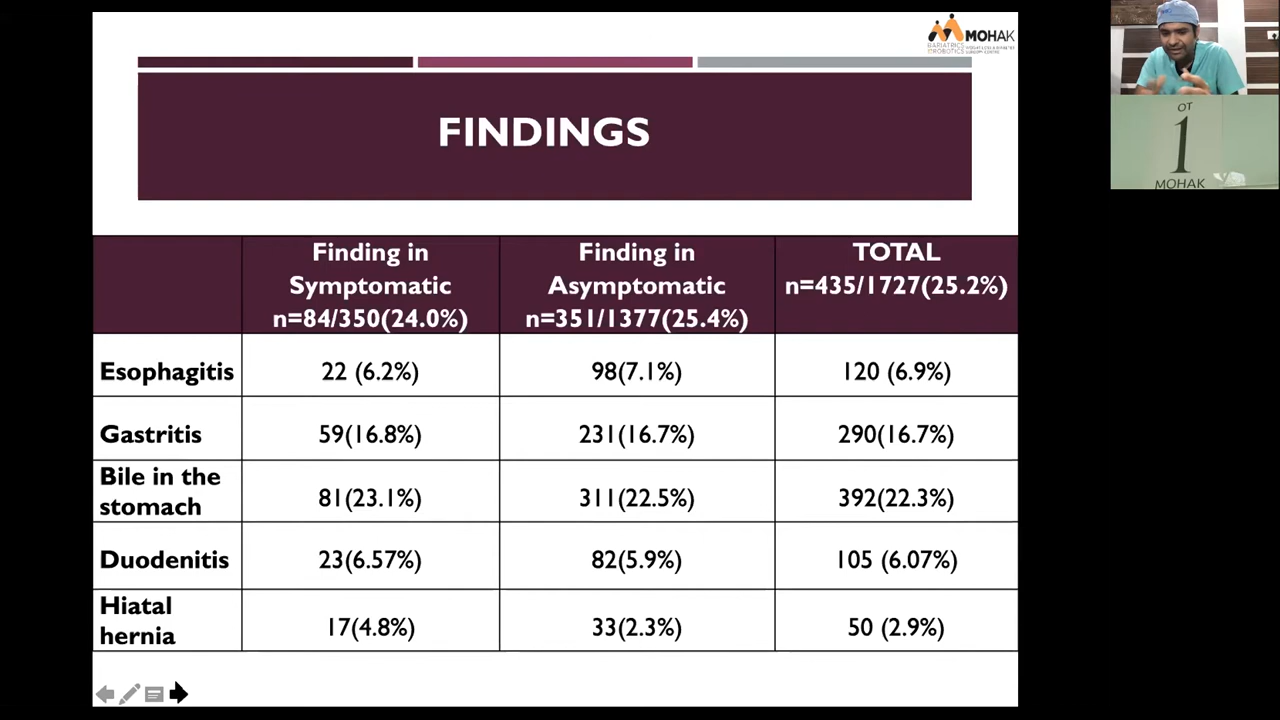 MOHAK
BARIATRICS
ROBOTICS
FINDINGS
Finding in Symptomatic n=84/350(24.0%)
Finding in Asymptomatic n=351/1377(25.4%)
TOTAL n=435/1727(25.2%)
Esophagitis 22 (6.2%) 98(7.1%) 120 (6.9%)
Gastritis 59(16.8%) 231(16.7%) 290(16.7%)
Bile in the stomach 81(23.1%) 311(22.5%) 392(22.3%)
Duodenitis 23(6.57%) 82(5.9%) 105 (6.07%)
Hiatal hernia 17(4.8%) 33(2.3%) 50 (2.9%)
OT
1
MOHAK